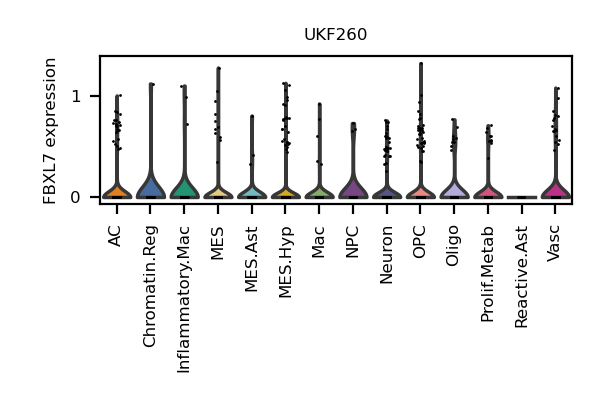 UKF260
FBXL7 expression
1
0
AC
Chromatin.Reg
Inflammatory.Mac
MES
MES.Ast
MES.Hyp
Mac
NPC
Neuron
OPC
Oligo
Prolif.Metab
Reactive.Ast
Vasc